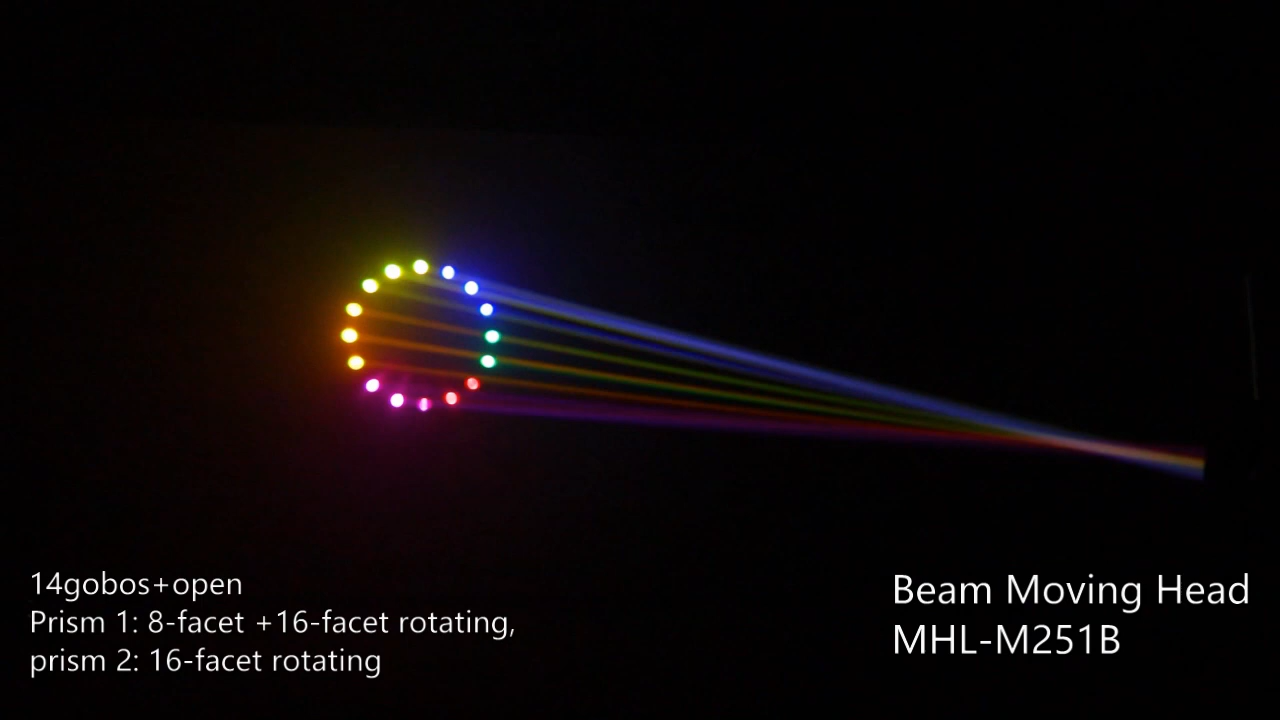 14gobos+open
Prism 1: 8-facet +16-facet rotating,
prism 2: 16-facet rotating
Beam Moving Head
MHL-M251B